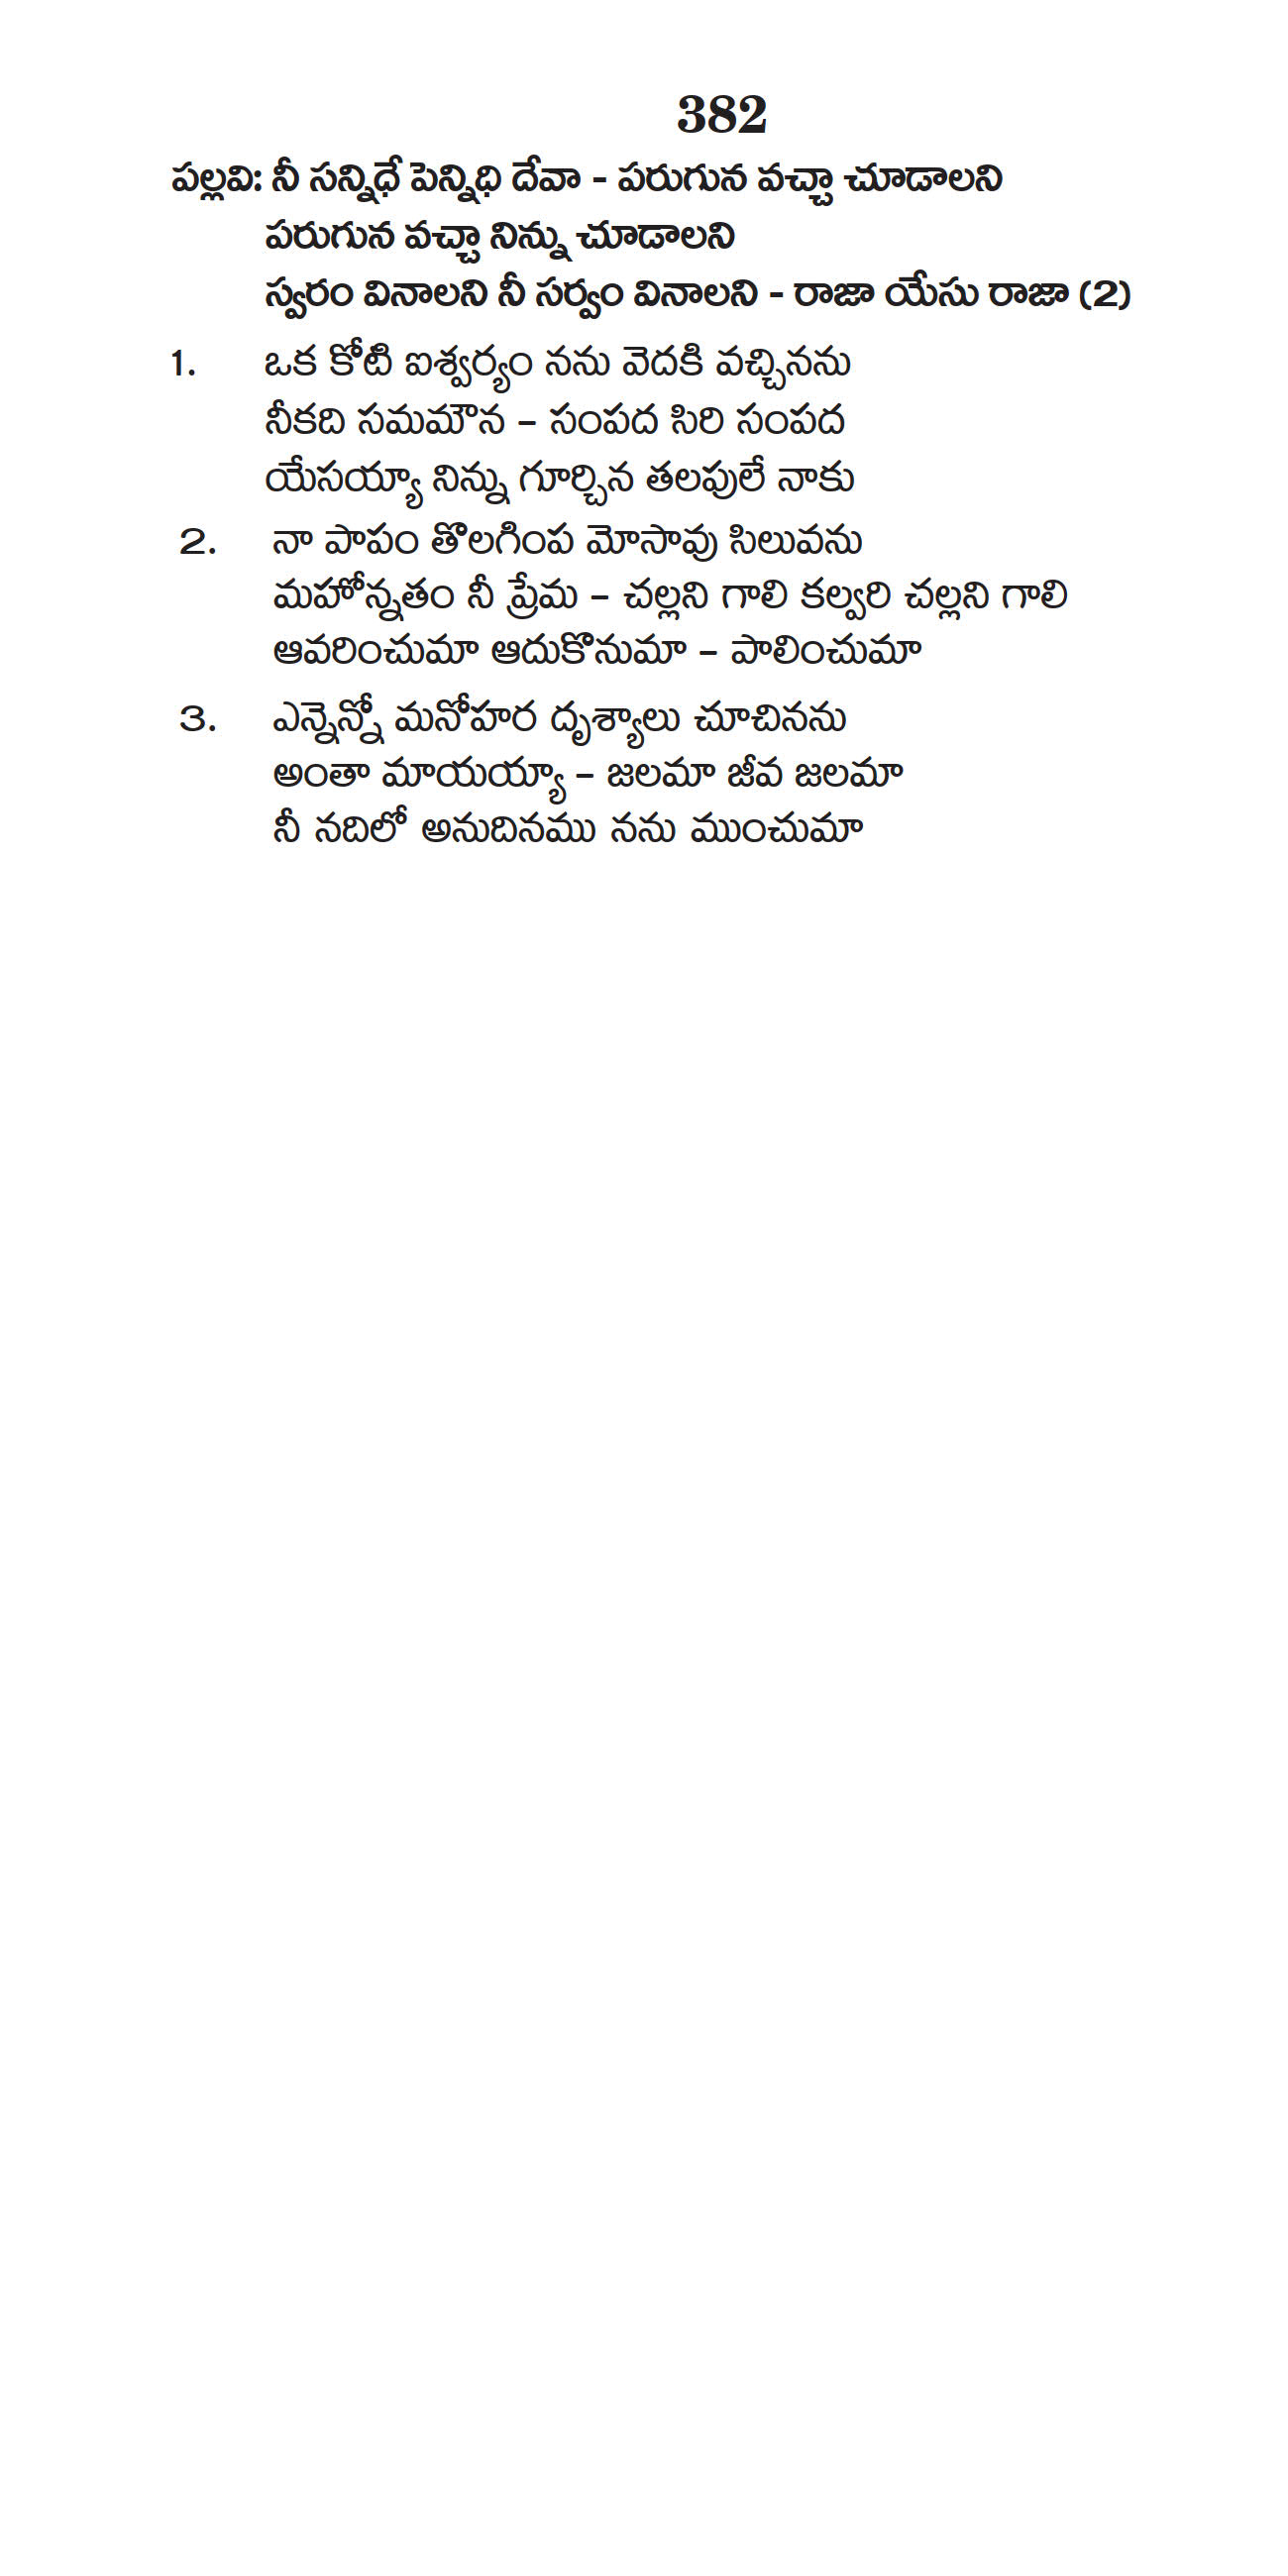 382
పల్లవి: నీ సన్నిధే పెన్నిధి దేవా - పరుగున వచ్చా చూడాలని
పరుగున వచ్చా నిన్ను చూడాలని
స్వరం వినాలని నీ సర్వం వినాలని - రాజా యేసు రాజా (2)
1. ఒక కోటి ఐశ్వర్యం నను వెదకి వచ్చినను
నీకది సమమౌన – సంపద సిరి సంపద
యేసయ్యా నిన్ను గూర్చిన తలపులే నాకు
2. నా పాపం తొలగింప మోసావు సిలువను
మహోన్నతం నీ ప్రేమ – చల్లని గాలి కల్వరి చల్లని గాలి
ఆవరించుమా ఆదుకొనుమా – పాలించుమా
3. ఎన్నెన్నో మనోహర దృశ్యాలు చూచినను
అంతా మాయయ్యా – జలమా జీవ జలమా
నీ నదిలో అనుదినము నను ముంచుమా